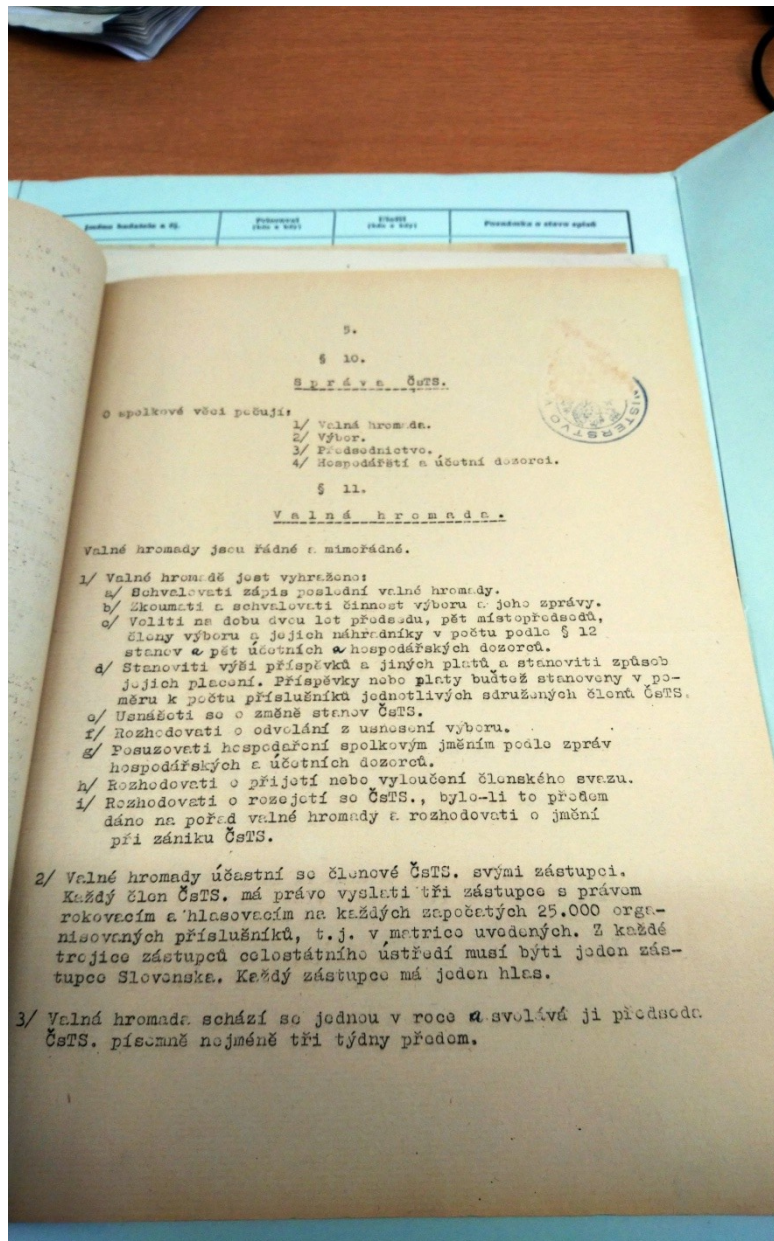 Jméno badatele a čj.
Poznámka o stavu spisů
5.
§ 10.
Správa ČsTS.
O spolkové věci pečují:
1/ Valná hromada.
2/ Výbor.
3/ Předsednictvo.
4/ Hospodářští a účetní dozorci.
MINISTERSTVO
§ 11.
Valná hromada.
Valné hromady jsou řádné a mimořádné.
1/ Valné hromadě jest vyhraženo:
a/ Schvalovati zápis poslední valné hromady.
b/ Zkoumati a schvalovati činnost výboru a jeho zprávy.
c/ Voliti na dobu dvou let předsedu, pět místopředsedů,
členy výboru a jejich náhradníky v počtu podle § 12
stanov a pět účetních a hospodářských dozorců.
d/ Stanoviti výši příspěvků a jiných platů a stanoviti způsob
jejich placení. Příspěvky nebo platy buďtež stanoveny v po-
měru k počtu příslušníků jednotlivých sdružených členů ČsTS.
e/ Usnášeti se o změně stanov ČsTS.
f/ Rozhodovati o odvolání z usnesení výboru.
g/ Posuzovati hospodaření spolkovým jměním podle zpráv
hospodářských a účetních dozorců.
h/ Rozhodovati o přijetí nebo vyloučení členského svazu.
i/ Rozhodovati o rozejetí se ČsTS., bylo-li to předem
dáno na pořad valné hromady a rozhodovati o jmění
při zániku ČsTS.
2/ Valné hromady účastní se členové ČsTS. svými zástupci.
Každý člen ČsTS. má právo vyslati tři zástupce s právem
rokovacím a hlasovacím na každých započatých 25.000 orga-
nisovaných příslušníků, t.j. v matrice uvedených. Z každé
trojice zástupců celostátního ústředí musí býti jeden zás-
tupce Slovenska. Každý zástupce má jeden hlas.
3/ Valná hromada schází se jednou v roce a svolává ji předseda
ČsTS. písemně nejméně tři týdny předem.